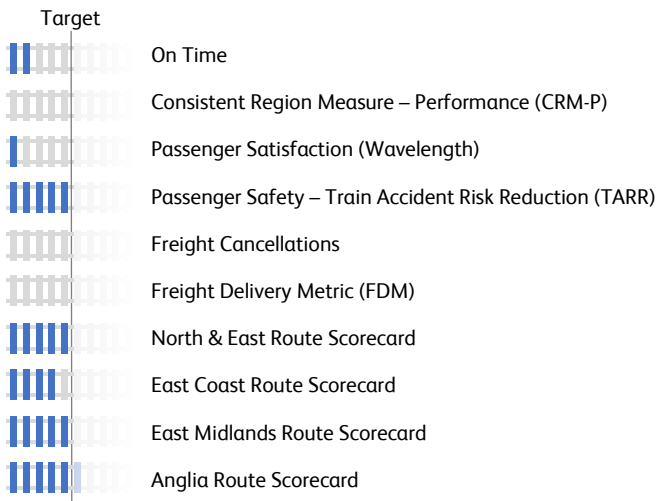 Target
On Time
Consistent Region Measure – Performance (CRM-P)
Passenger Satisfaction (Wavelength)
Passenger Safety – Train Accident Risk Reduction (TARR)
Freight Cancellations
Freight Delivery Metric (FDM)
North & East Route Scorecard
East Coast Route Scorecard
East Midlands Route Scorecard
Anglia Route Scorecard